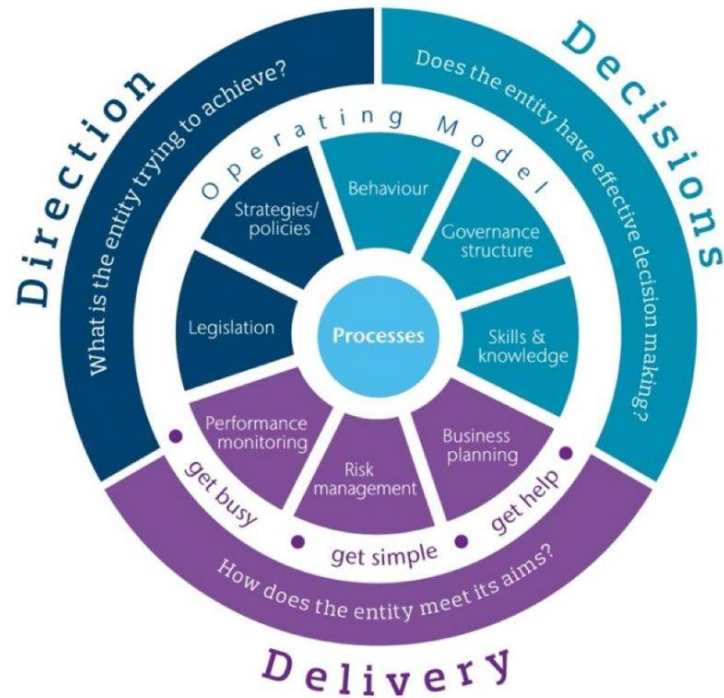 Direction
Decisions
Delivery
What is the entity trying to achieve?
Does the entity have effective decision making?
How does the entity meet its aims?
Operating Model
Strategies/
policies
Behaviour
Governance
structure
Legislation
Processes
Skills &
knowledge
Performance
monitoring
Risk
management
Business
planning
• get busy • get simple • get help •